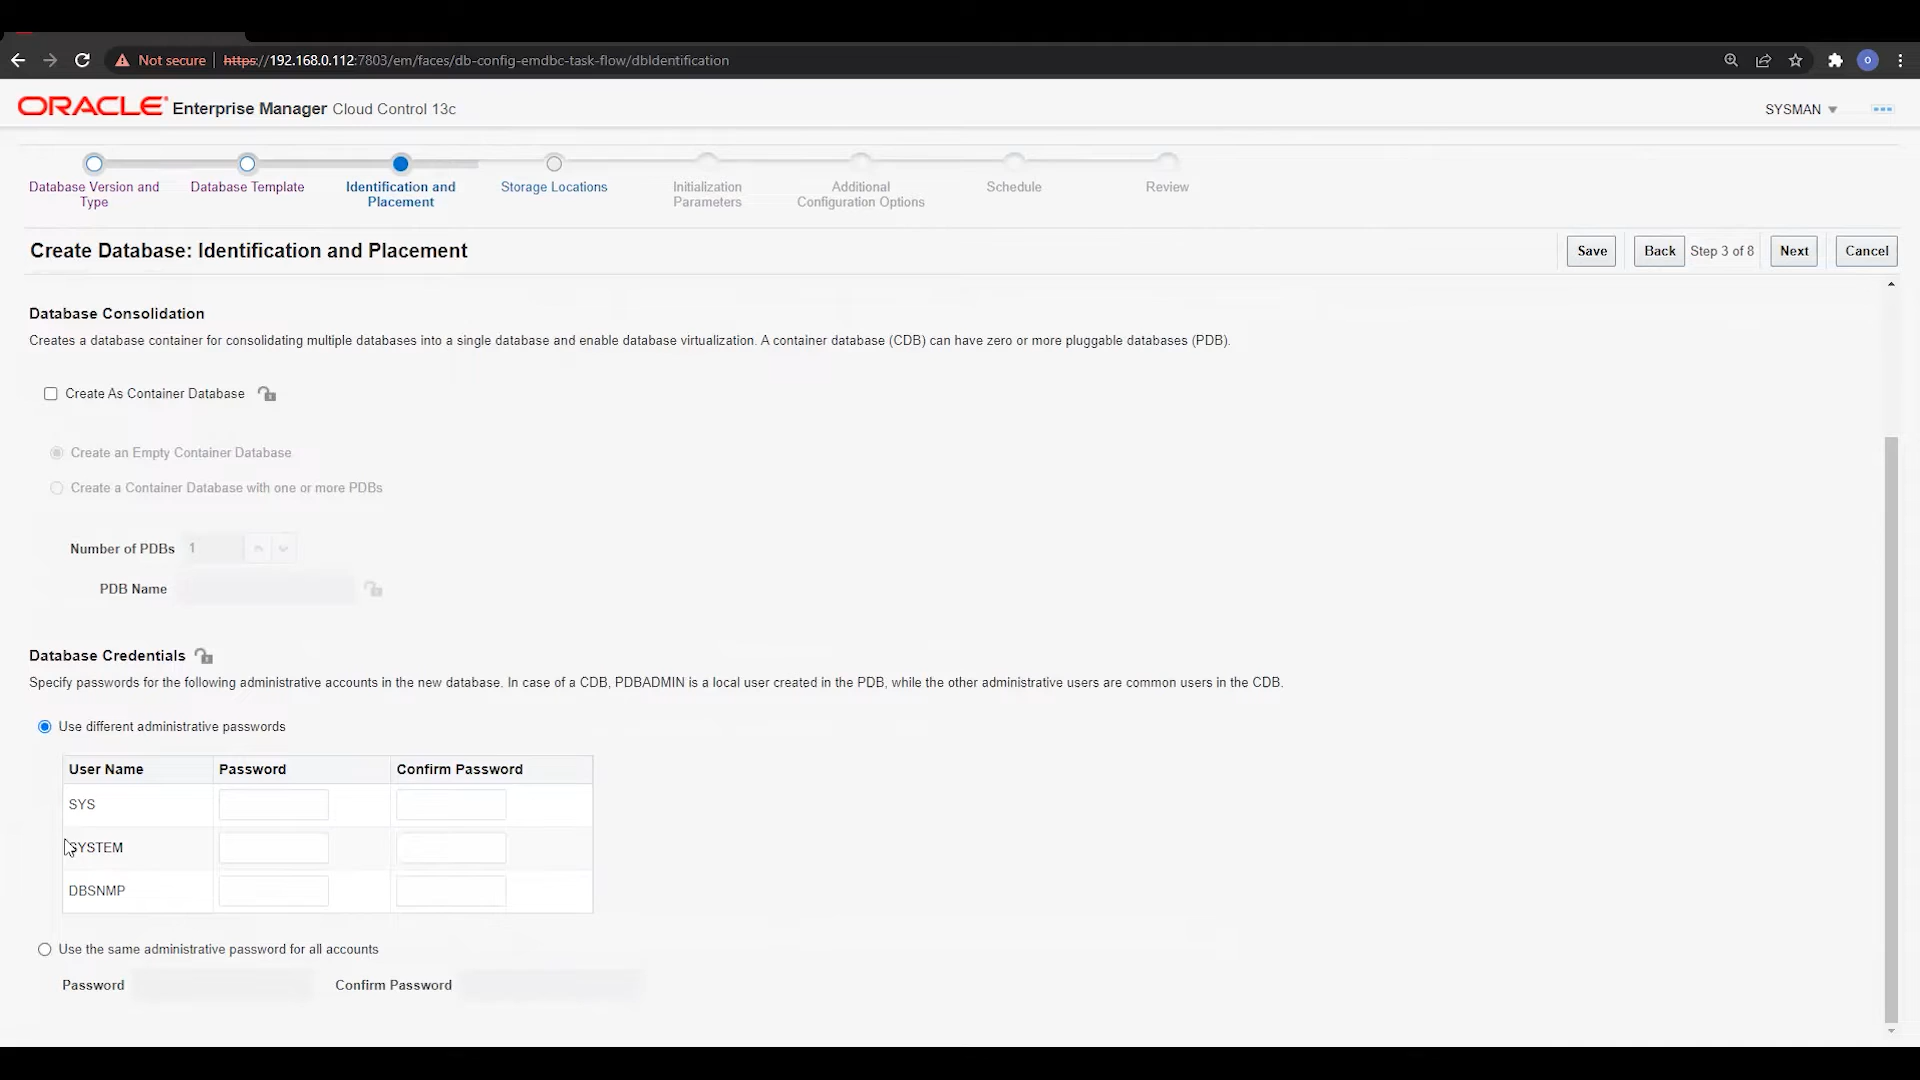 Not secure | https://192.168.0.112:7803/em/faces/db-config-emdbc-task-flow/dbIdentification
O
ORACLE Enterprise Manager Cloud Control 13c
SYSMAN
Database Version and Type
Database Template
Identification and Placement
Storage Locations
Initialization Parameters
Additional Configuration Options
Schedule
Review
Create Database: Identification and Placement
Save
Back
Step 3 of 8
Next
Cancel
Database Consolidation
Creates a database container for consolidating multiple databases into a single database and enable database virtualization. A container database (CDB) can have zero or more pluggable databases (PDB).
Create As Container Database
Create an Empty Container Database
Create a Container Database with one or more PDBs
Number of PDBs 1
PDB Name
Database Credentials
Specify passwords for the following administrative accounts in the new database. In case of a CDB, PDBADMIN is a local user created in the PDB, while the other administrative users are common users in the CDB.
Use different administrative passwords
User Name Password Confirm Password
SYS
SYSTEM
DBSNMP
Use the same administrative password for all accounts
Password Confirm Password